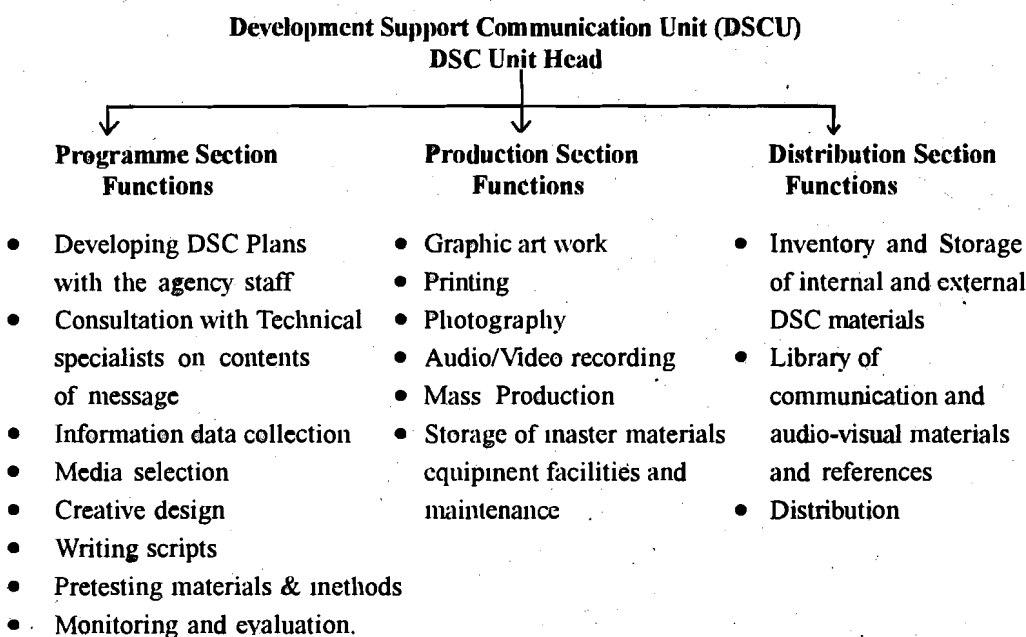 Development Support Communication Unit (DSCU)
DSC Unit Head
Programme Section
Functions
• Developing DSC Plans
with the agency staff
• Consultation with Technical
specialists on contents
of message
• Information data collection
• Media selection
• Creative design
• Writing scripts
• Pretesting materials & methods
• Monitoring and evaluation.
Production Section
Functions
• Graphic art work
• Printing
• Photography
• Audio/Video recording
• Mass Production
• Storage of master materials
equipment facilities and
maintenance
Distribution Section
Functions
• Inventory and Storage
of internal and external
DSC materials
• Library of
communication and
audio-visual materials
and references
• Distribution